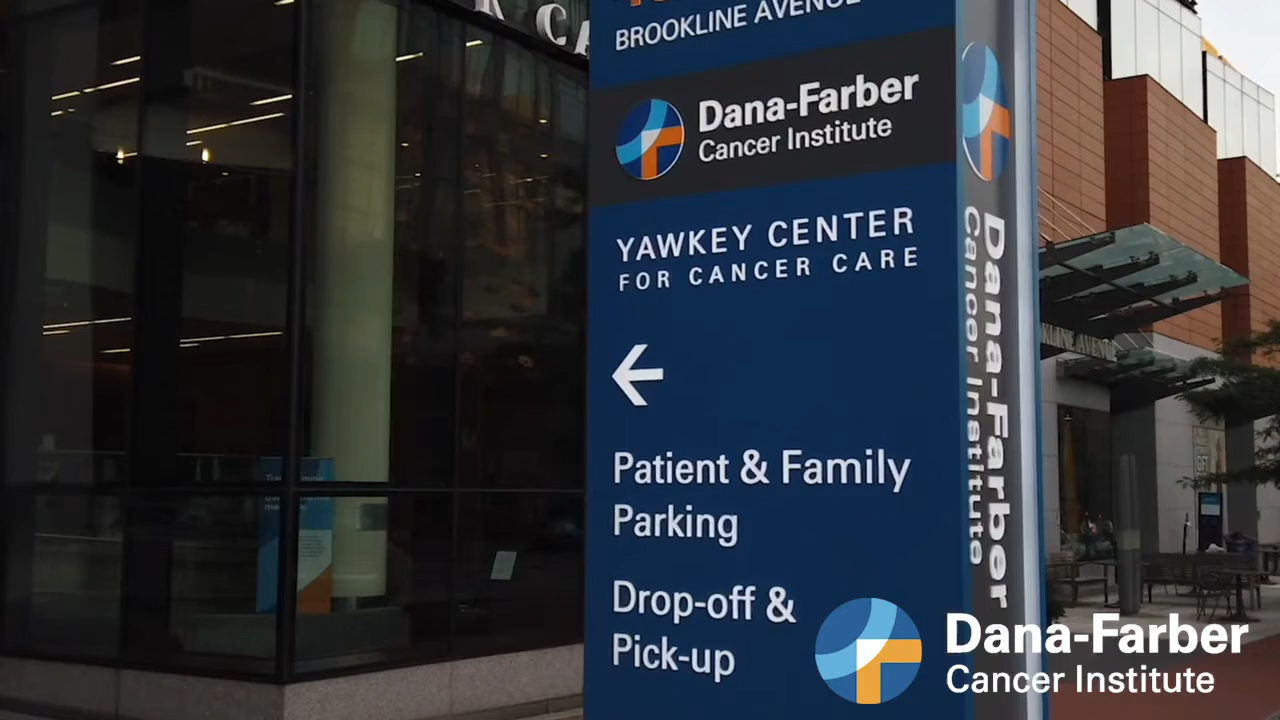 BROOKLINE AVENUE
Dana-Farber
Cancer Institute
YAWKEY CENTER
FOR CANCER CARE
Patient & Family
Parking
Drop-off &
Pick-up
Dana-Farber
Cancer Institute
Dana-Farber
Cancer Institute